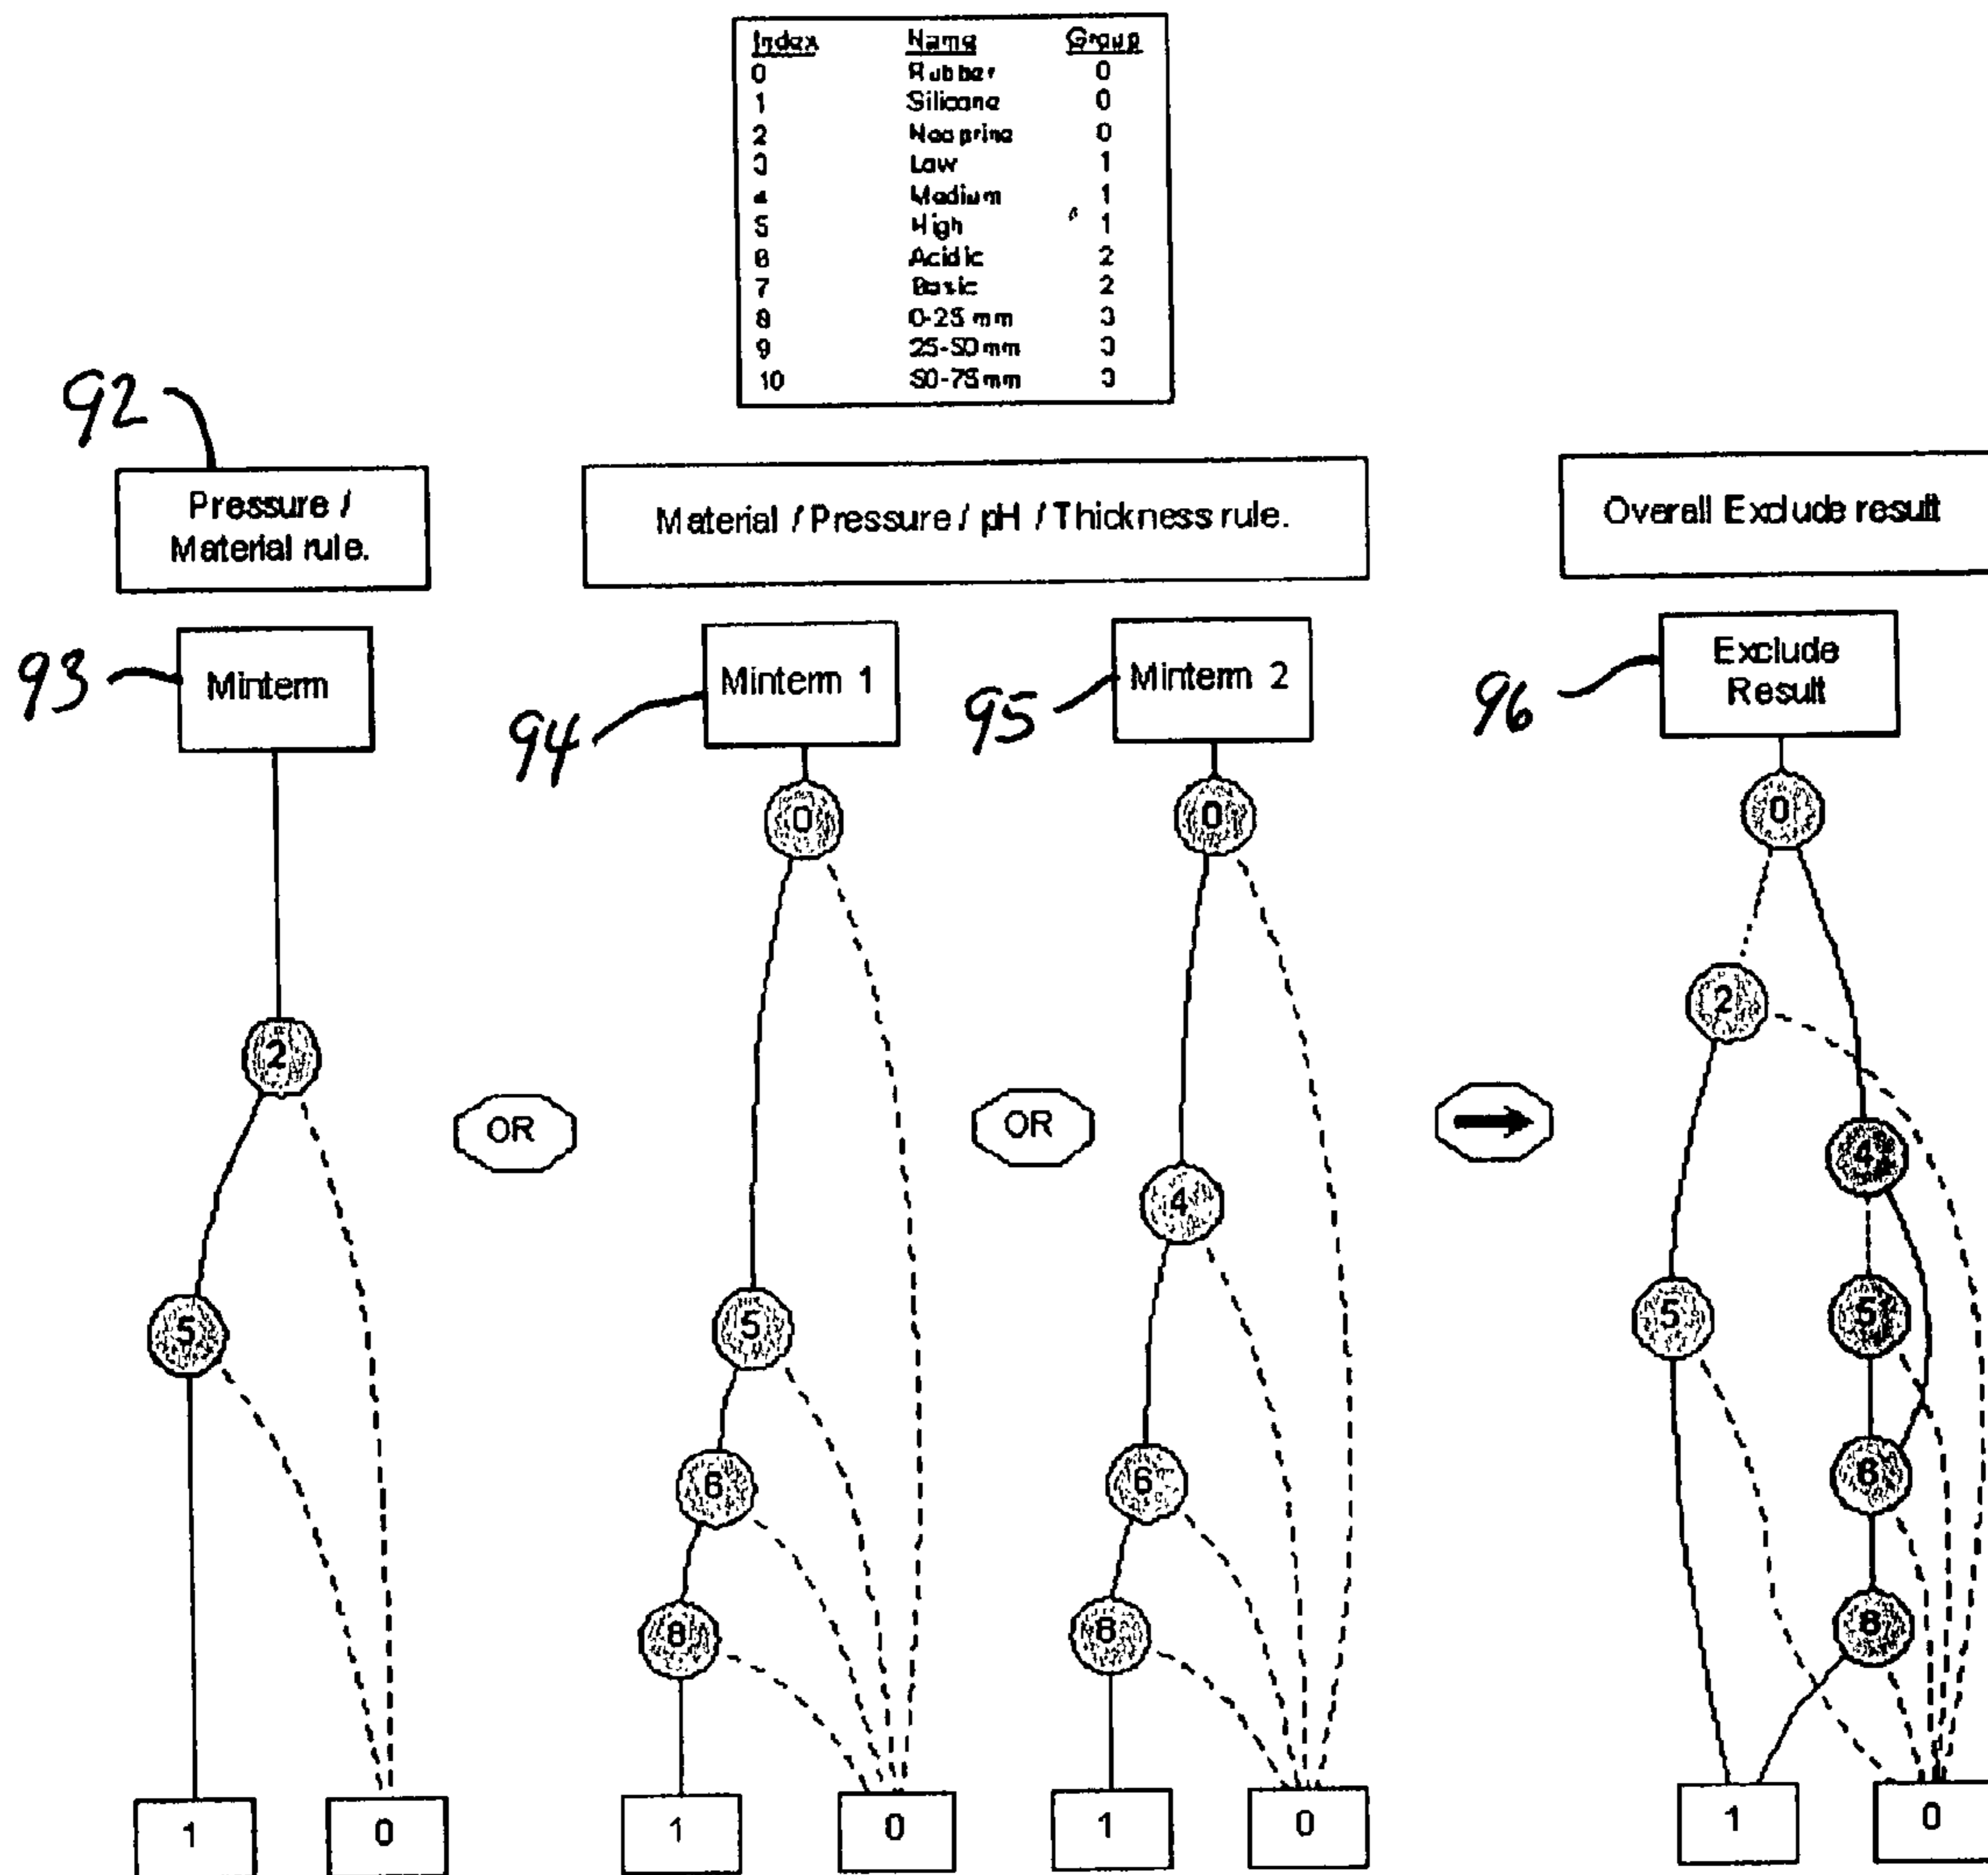 Index Name Group
0 Rubber 0
1 Silicone 0
2 Neoprine 0
3 Low 1
4 Medium 1
5 High 1
6 Acidic 2
7 Basic 2
8 0-25 mm 3
9 25-50 mm 3
10 50-75 mm 3
92
Pressure /
Material rule.
Material / Pressure / pH / Thickness rule.
Overall Exclude result
93
Minterm
94
Minterm 1
95
Minterm 2
96
Exclude
Result
0
0
0
2
2
OR
OR
4
4
5
5
5
5
6
6
6
8
8
8
1
0
1
0
1
0
1
0